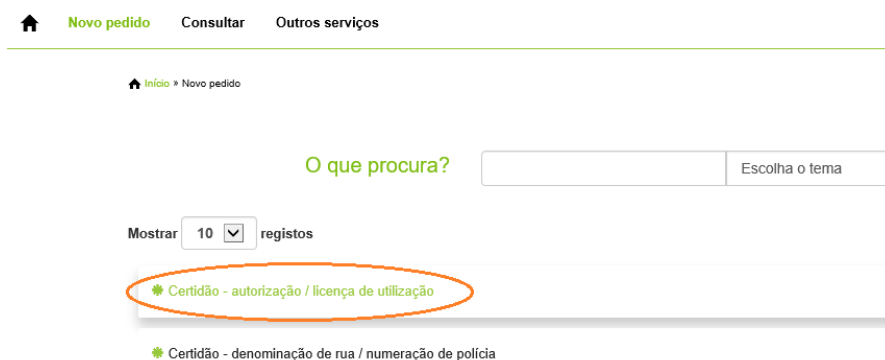 Novo pedido Consultar Outros serviços
Início » Novo pedido
O que procura? Escolha o tema
Mostrar 10 registos
Certidão - autorização / licença de utilização
Certidão - denominação de rua / numeração de polícia